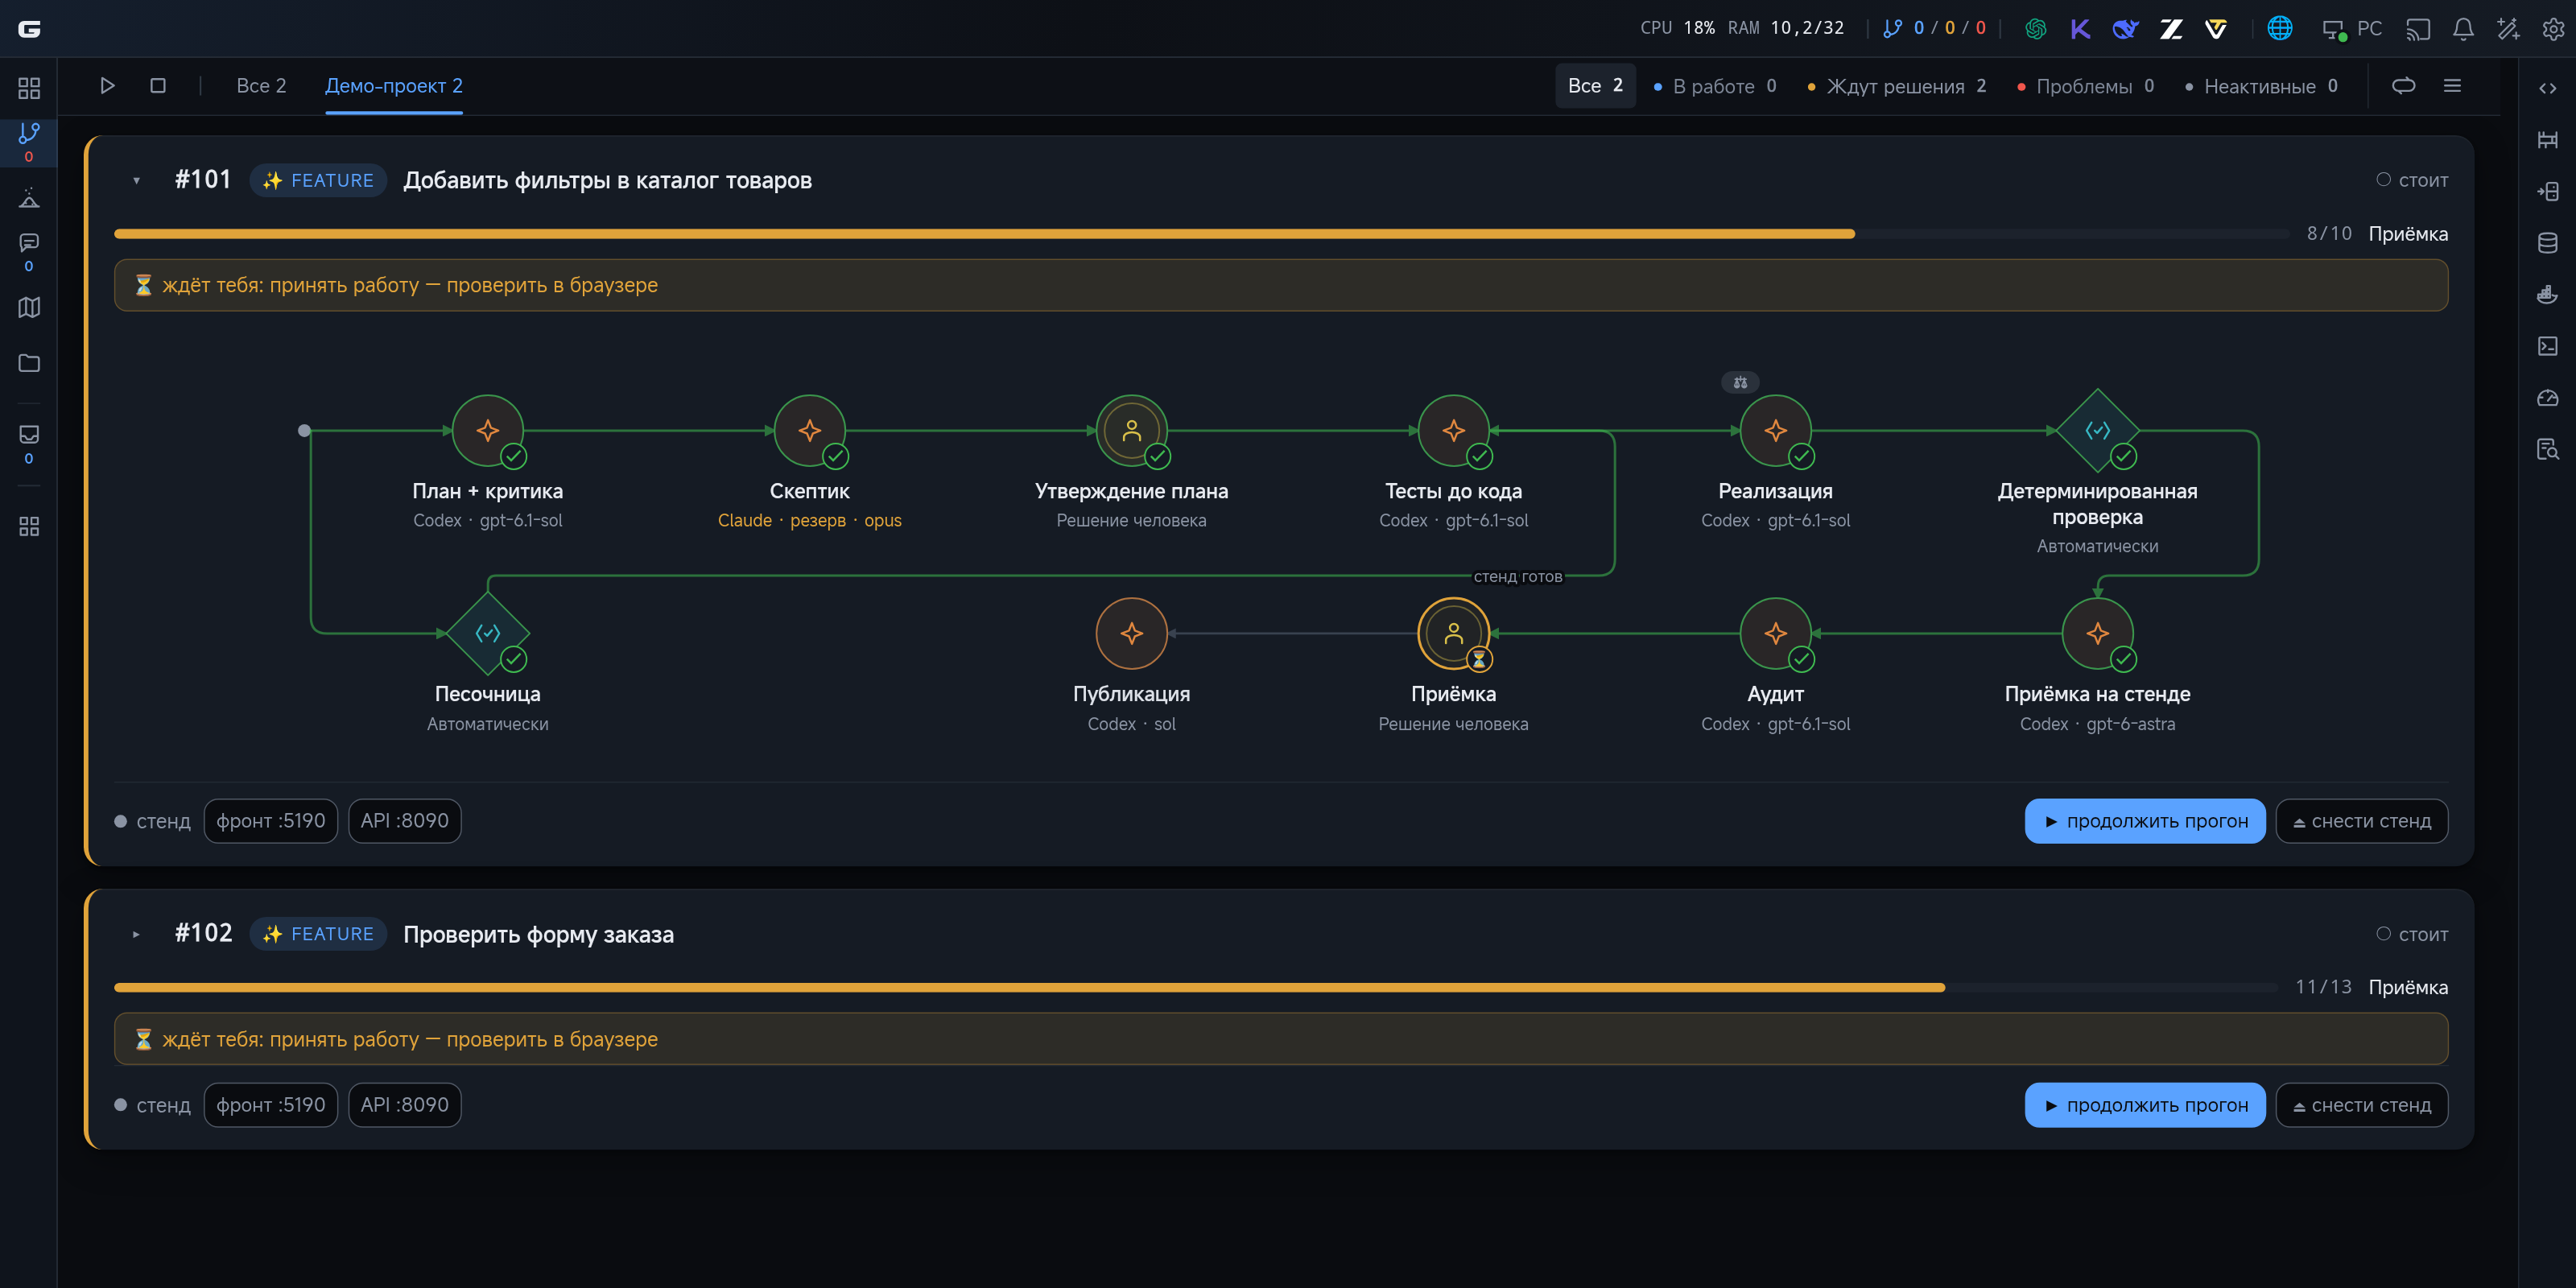 CPU 18% RAM 10,2/32 0 / 0 / 0 PC
Все 2 Демо-проект 2 Все 2 В работе 0 Ждут решения 2 Проблемы 0 Неактивные 0
0
0
0
#101 ✨ FEATURE Добавить фильтры в каталог товаров стоит
8/10 Приёмка
⏳ ждёт тебя: принять работу — проверить в браузере
План + критика
Codex · gpt-6.1-sol
Скептик
Claude · резерв · opus
Утверждение плана
Решение человека
Тесты до кода
Codex · gpt-6.1-sol
Реализация
Codex · gpt-6.1-sol
Детерминированная
проверка
Автоматически
стенд готов
Песочница
Автоматически
Публикация
Codex · sol
Приёмка
Решение человека
Аудит
Codex · gpt-6.1-sol
Приёмка на стенде
Codex · gpt-6-astra
стенд фронт :5190 API :8090 ► продолжить прогон ⏏ снести стенд
#102 ✨ FEATURE Проверить форму заказа стоит
11/13 Приёмка
⏳ ждёт тебя: принять работу — проверить в браузере
стенд фронт :5190 API :8090 ► продолжить прогон ⏏ снести стенд